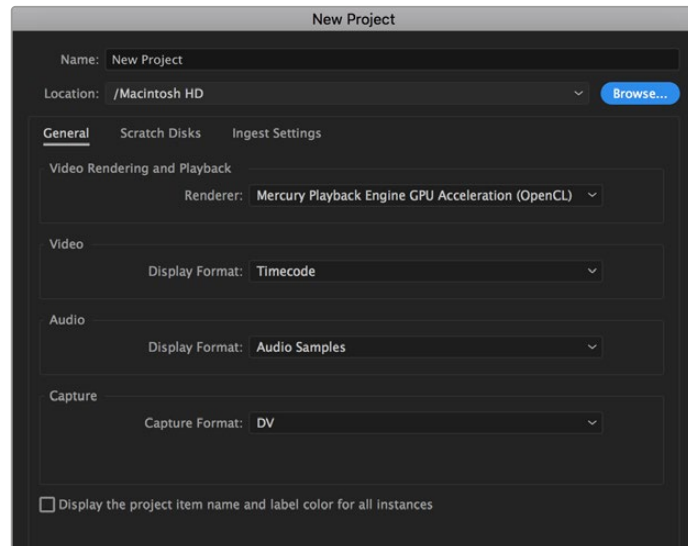 New Project
Name: New Project
Location: /Macintosh HD Browse...
General Scratch Disks Ingest Settings
Video Rendering and Playback
Renderer: Mercury Playback Engine GPU Acceleration (OpenCL)
Video
Display Format: Timecode
Audio
Display Format: Audio Samples
Capture
Capture Format: DV
Display the project item name and label color for all instances